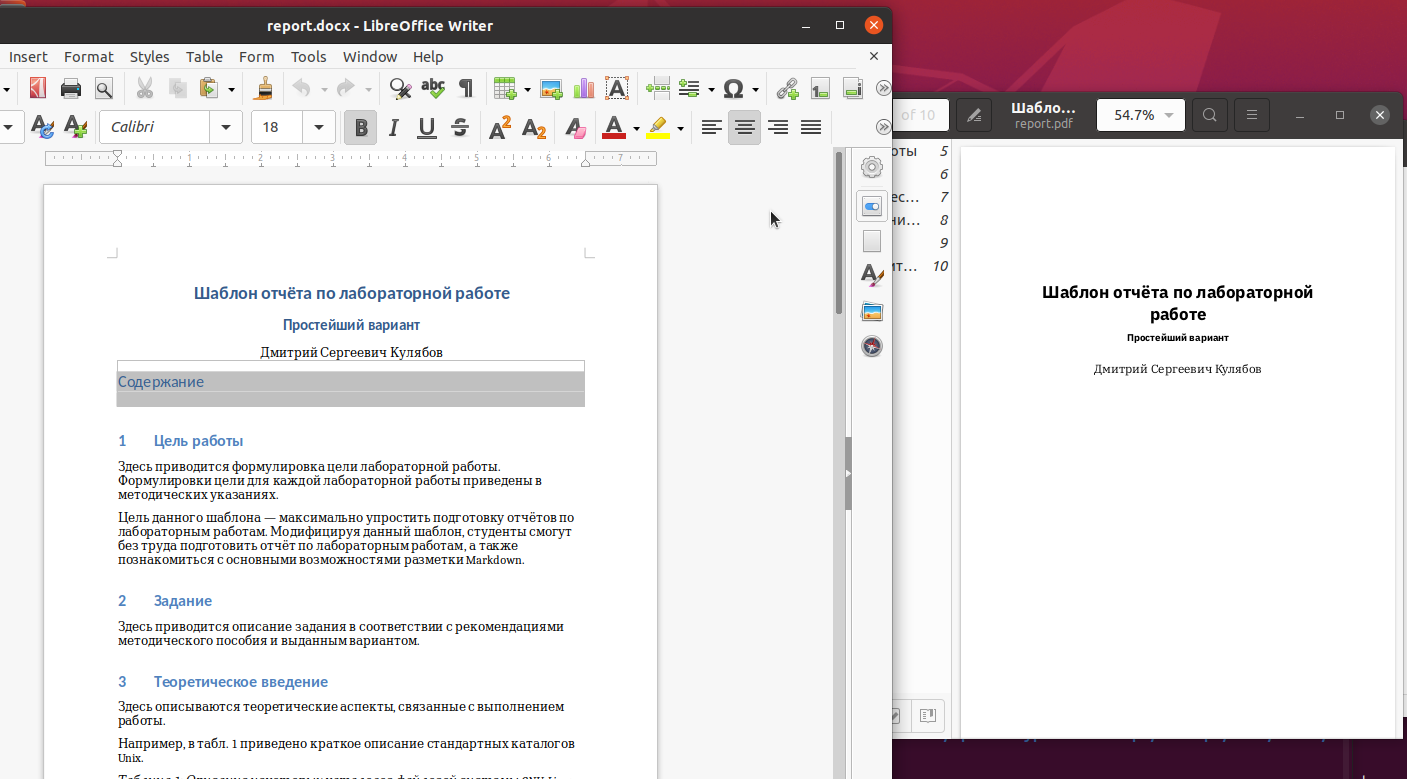 report.docx - LibreOffice Writer
Insert Format Styles Table Form Tools Window Help
Calibri 18
Шаблон отчёта по лабораторной работе
Простейший вариант
Дмитрий Сергеевич Кулябов
Содержание
1 Цель работы
Здесь приводится формулировка цели лабораторной работы.
Формулировки цели для каждой лабораторной работы приведены в
методических указаниях.
Цель данного шаблона — максимально упростить подготовку отчётов по
лабораторным работам. Модифицируя данный шаблон, студенты смогут
без труда подготовить отчёт по лабораторным работам, а также
познакомиться с основными возможностями разметки Markdown.
2 Задание
Здесь приводится описание задания в соответствии с рекомендациями
методического пособия и выданным вариантом.
3 Теоретическое введение
Здесь описываются теоретические аспекты, связанные с выполнением
работы.
Например, в табл. 1 приведено краткое описание стандартных каталогов
Unix.
of 10
Шабло...
report.pdf
54.7%
оты 5
6
ес... 7
ни... 8
9
ит... 10
Шаблон отчёта по лабораторной
работе
Простейший вариант
Дмитрий Сергеевич Кулябов